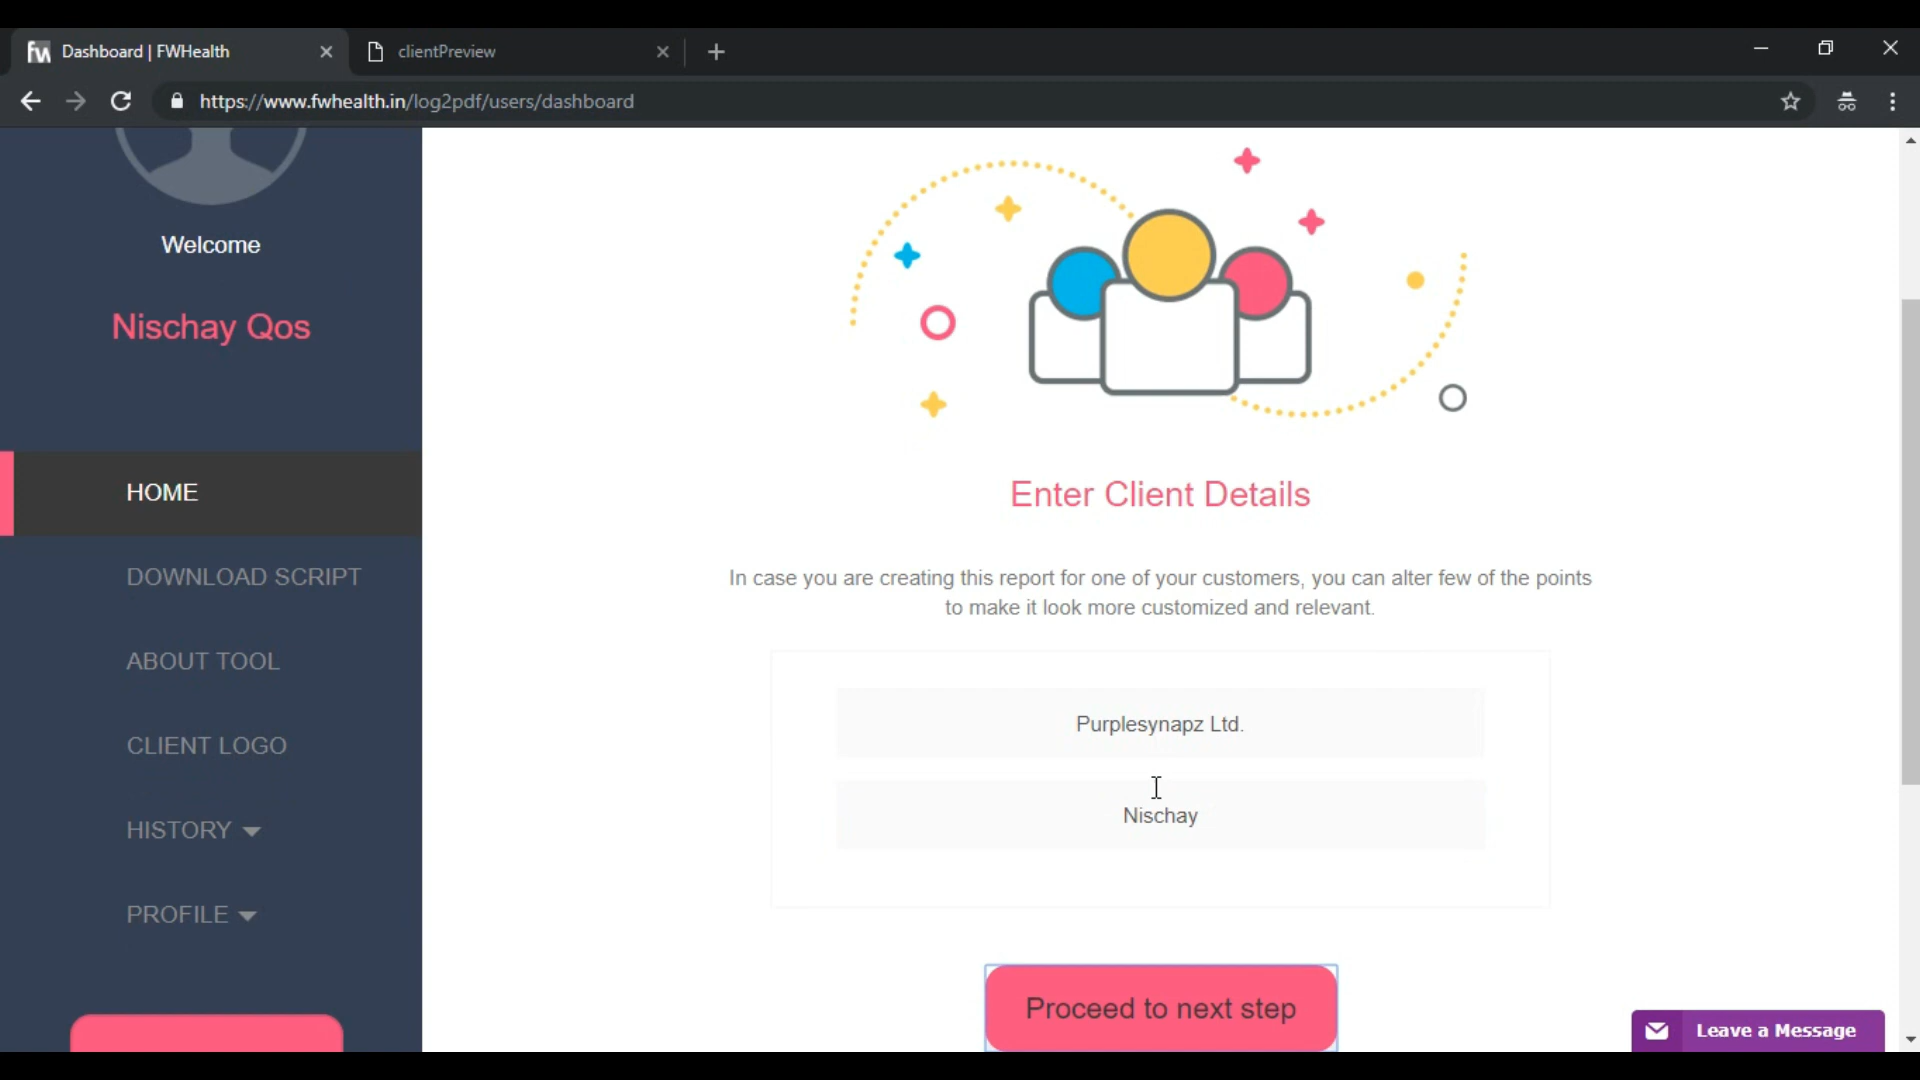 fw Dashboard | FWHealth
clientPreview
https://www.fwhealth.in/log2pdf/users/dashboard
Welcome
Nischay Qos
HOME
DOWNLOAD SCRIPT
ABOUT TOOL
CLIENT LOGO
HISTORY
PROFILE
Enter Client Details
In case you are creating this report for one of your customers, you can alter few of the points
to make it look more customized and relevant.
Purplesynapz Ltd.
Nischay
Proceed to next step
Leave a Message